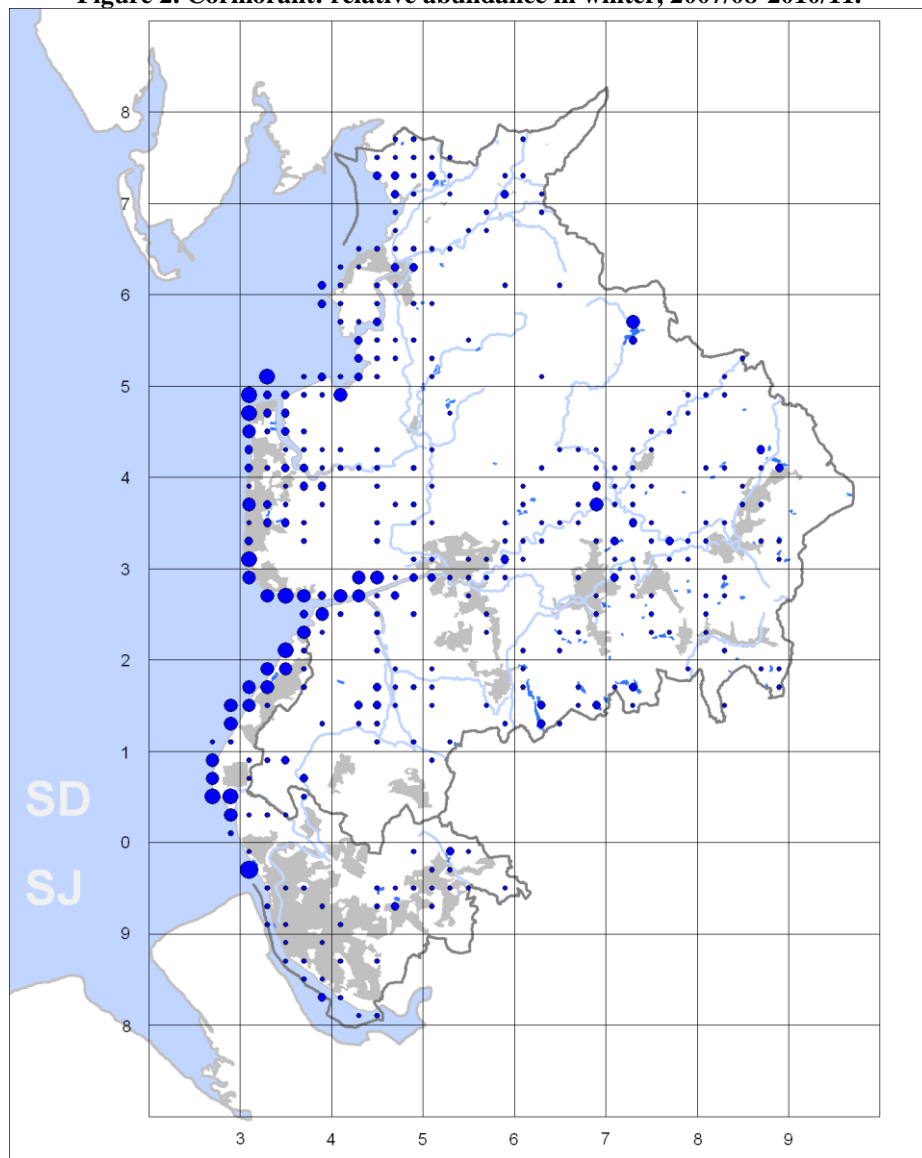 Figure 2. Cormorant: relative abundance in winter, 2007/08-2010/11.
8
7
6
5
4
3
2
1
SD
0
SJ
9
8
3 4 5 6 7 8 9